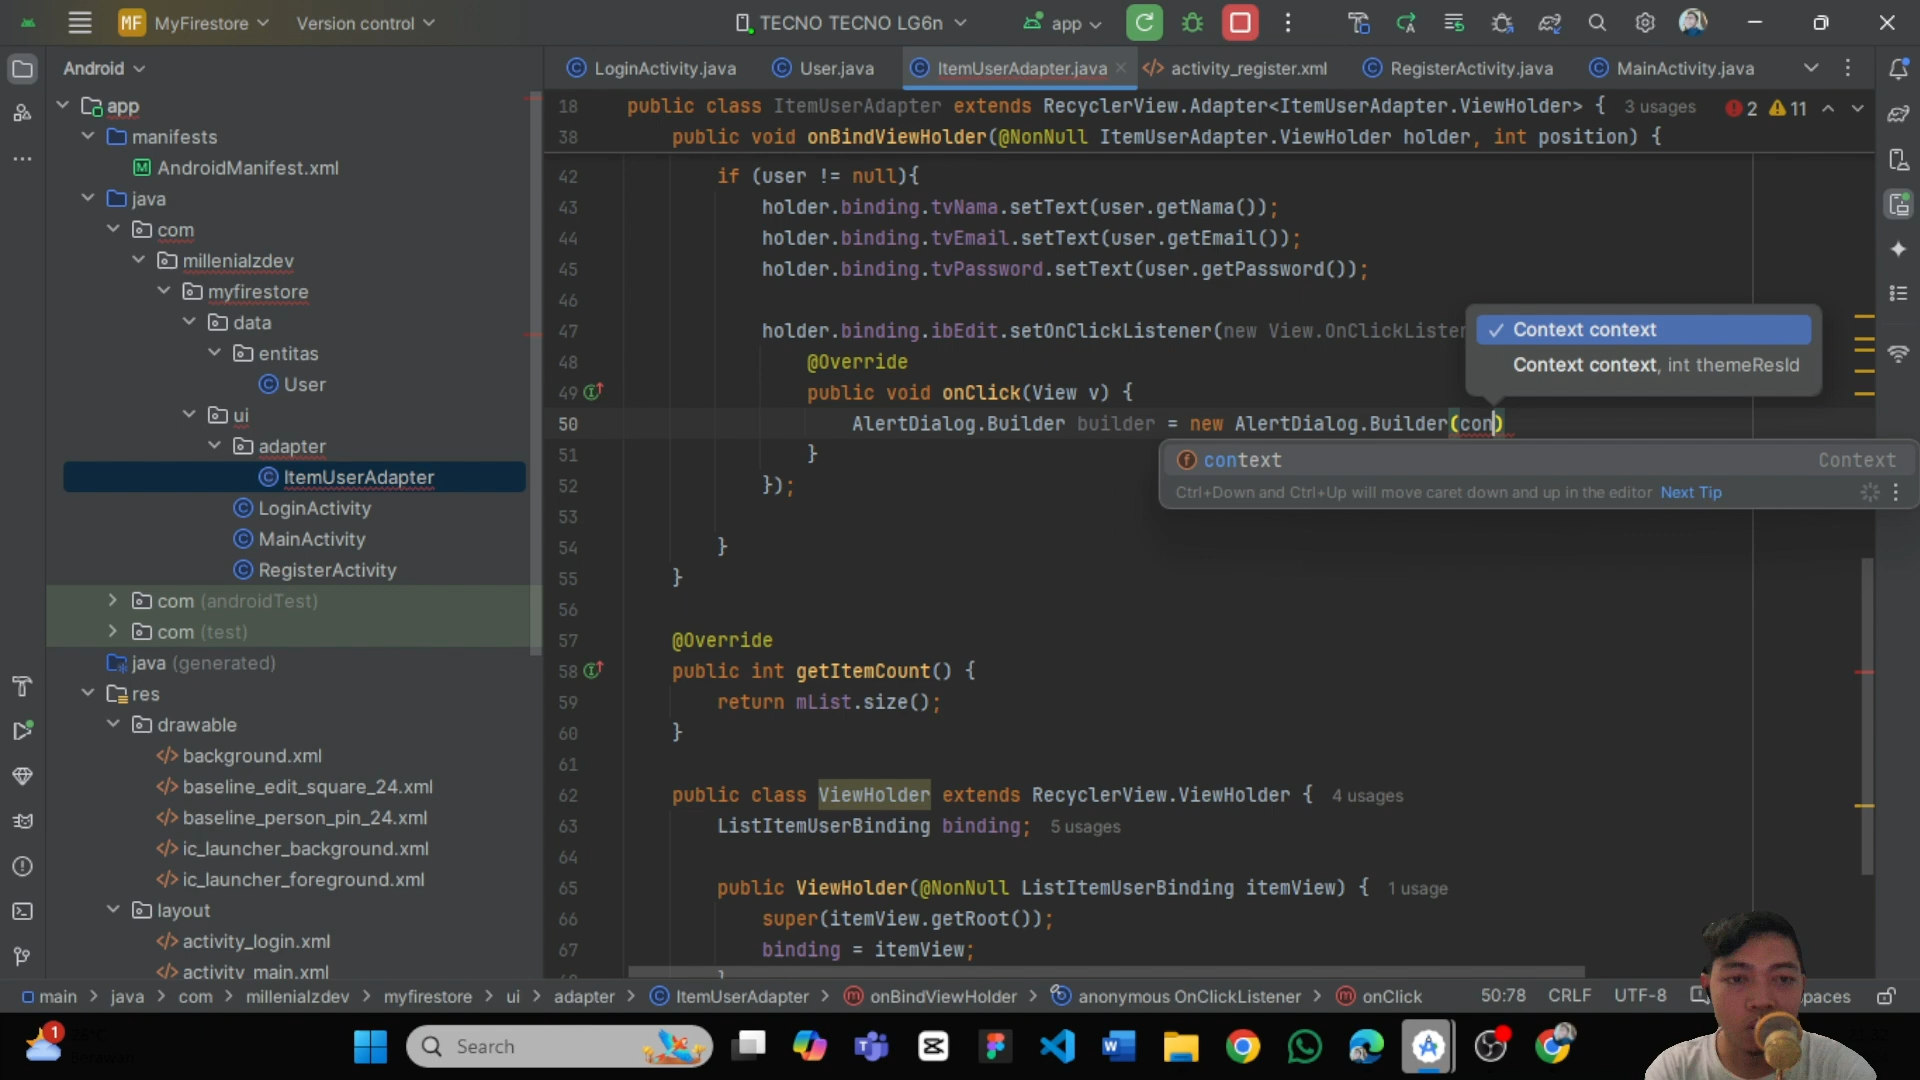 MF MyFirestore Version control TECNO TECNO LG6n app
Android
LoginActivity.java User.java ItemUserAdapter.java activity_register.xml RegisterActivity.java MainActivity.java
app
manifests
AndroidManifest.xml
java
com
millenialzdev
myfirestore
data
entitas
User
ui
adapter
ItemUserAdapter
LoginActivity
MainActivity
RegisterActivity
com (androidTest)
com (test)
java (generated)
res
drawable
background.xml
baseline_edit_square_24.xml
baseline_person_pin_24.xml
ic_launcher_background.xml
ic_launcher_foreground.xml
layout
activity_login.xml
activity_main.xml
18 public class ItemUserAdapter extends RecyclerView.Adapter<ItemUserAdapter.ViewHolder> { 3 usages 2 11
38 public void onBindViewHolder(@NonNull ItemUserAdapter.ViewHolder holder, int position) {
42 if (user != null){
43 holder.binding.tvNama.setText(user.getNama());
44 holder.binding.tvEmail.setText(user.getEmail());
45 holder.binding.tvPassword.setText(user.getPassword());
46
47 holder.binding.ibEdit.setOnClickListener(new View.OnClickListener
Context context
Context context, int themeResId
48 @Override
49 public void onClick(View v) {
50 AlertDialog.Builder builder = new AlertDialog.Builder(con)
context Context
Ctrl+Down and Ctrl+Up will move caret down and up in the editor Next Tip
51 }
52 });
53
54 }
55 }
56
57 @Override
58 public int getItemCount() {
59 return mList.size();
60 }
61
62 public class ViewHolder extends RecyclerView.ViewHolder { 4 usages
63 ListItemUserBinding binding; 5 usages
64
65 public ViewHolder(@NonNull ListItemUserBinding itemView) { 1 usage
66 super(itemView.getRoot());
67 binding = itemView;
main > java > com > millenialzdev > myfirestore > ui > adapter > ItemUserAdapter > onBindViewHolder > anonymous OnClickListener > onClick 50:78 CRLF UTF-8 paces
1 Search